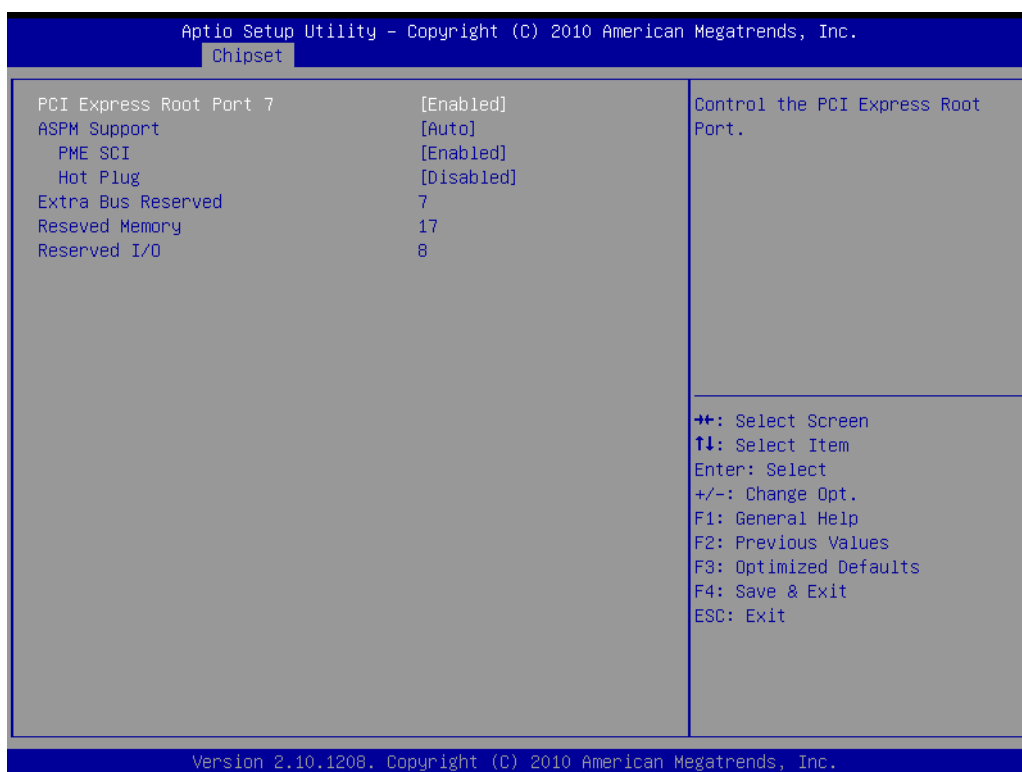 Aptio Setup Utility – Copyright (C) 2010 American Megatrends, Inc.
Chipset
PCI Express Root Port 7 [Enabled]
ASPM Support [Auto]
PME SCI [Enabled]
Hot Plug [Disabled]
Extra Bus Reserved 7
Reseved Memory 17
Reserved I/O 8
Control the PCI Express Root
Port.
→←: Select Screen
↑↓: Select Item
Enter: Select
+/-: Change Opt.
F1: General Help
F2: Previous Values
F3: Optimized Defaults
F4: Save & Exit
ESC: Exit
Version 2.10.1208. Copyright (C) 2010 American Megatrends, Inc.